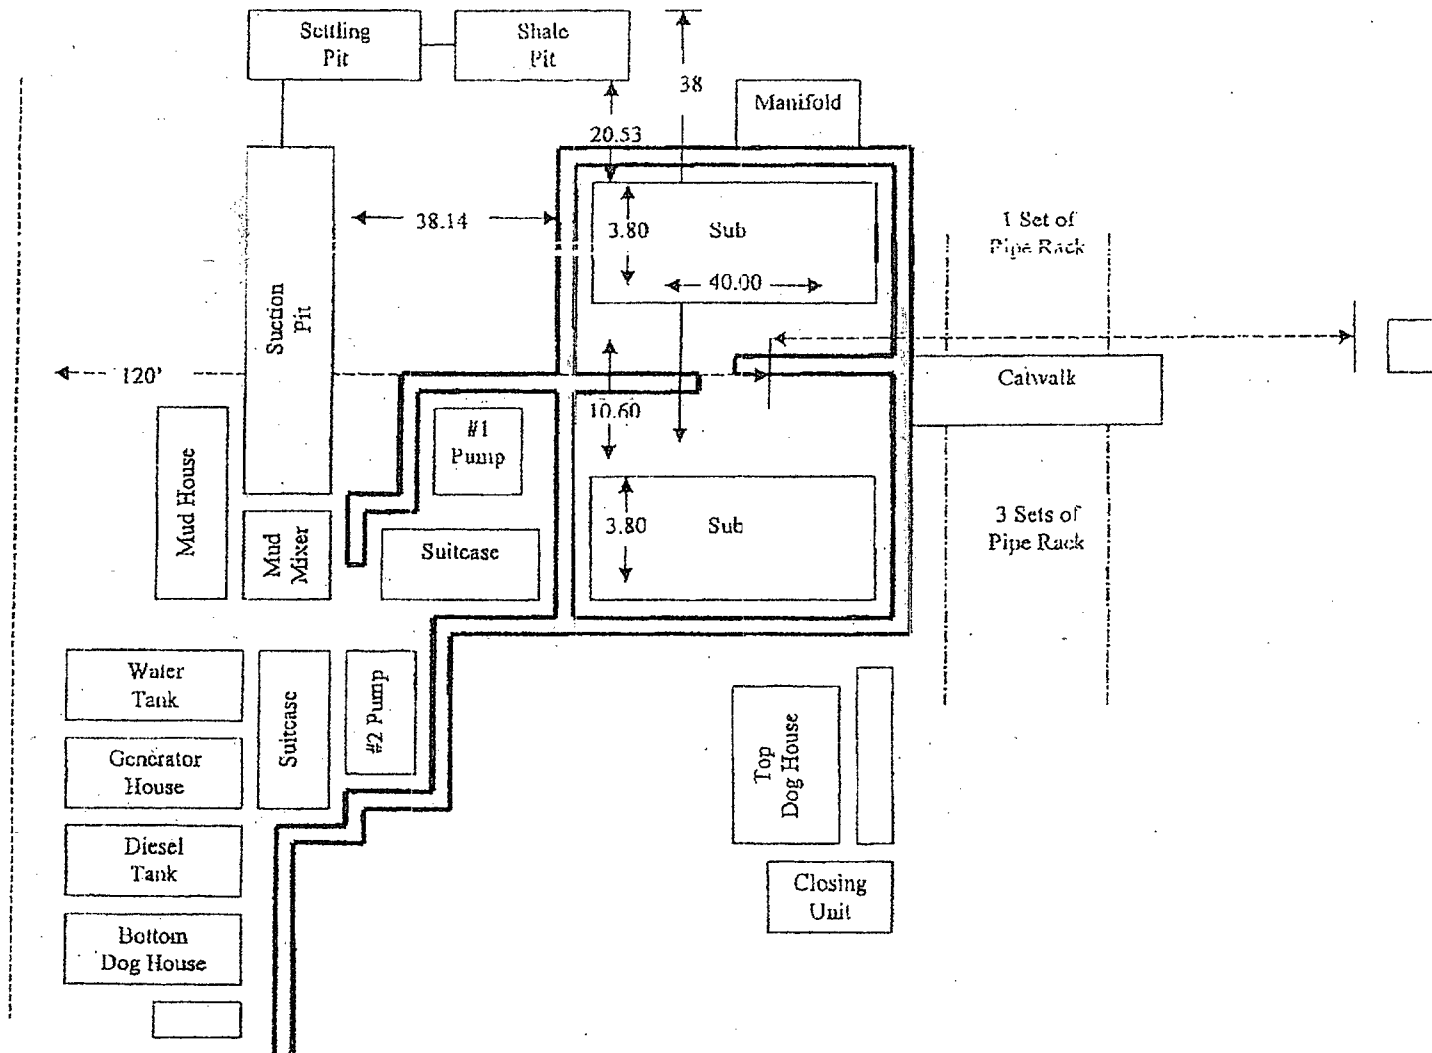 Settling
Pit
Shale
Pit
38
Manifold
20.53
38.14
3.80
Sub
1 Set of
Pipe Rack
40.00
Suction
Pit
120'
Catwalk
10.60
#1
Pump
Mud House
3.80
Sub
3 Sets of
Pipe Rack
Mud
Mixer
Suitcase
Water
Tank
Suitcase
#2 Pump
Generator
House
Top
Dog House
Diesel
Tank
Closing
Unit
Bottom
Dog House